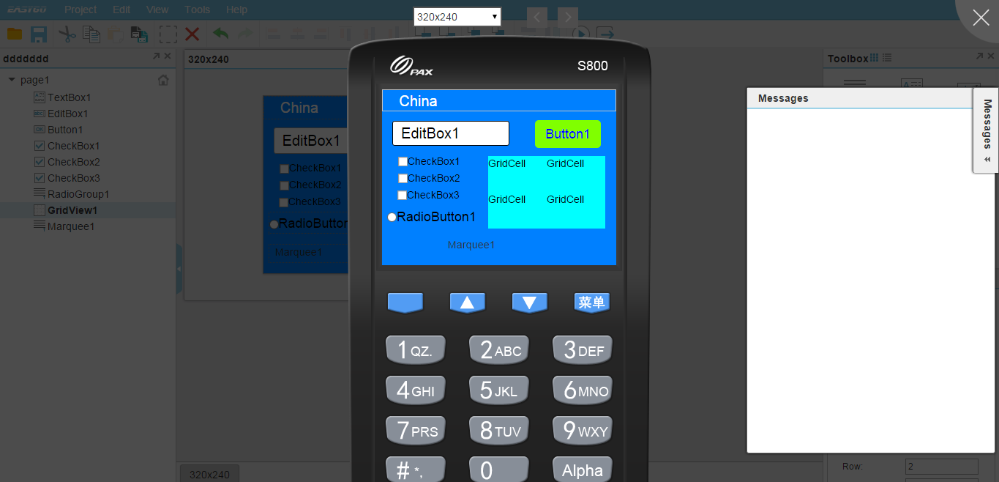 EASTGO
Project Edit View Tools Help
320x240
ddddddd
page1
TextBox1
EditBox1
Button1
CheckBox1
CheckBox2
CheckBox3
RadioGroup1
GridView1
Marquee1
320x240
China
EditBox1
CheckBox1
CheckBox2
CheckBox3
RadioButton
Marquee1
320x240
PAX S800
China
EditBox1 Button1
CheckBox1
CheckBox2
CheckBox3
RadioButton1
GridCell GridCell
GridCell GridCell
Marquee1
菜单
1 QZ. 2 ABC 3 DEF
4 GHI 5 JKL 6 MNO
7 PRS 8 TUV 9 WXY
# *, 0 Alpha
Toolbox
Messages
Messages
Row: 2